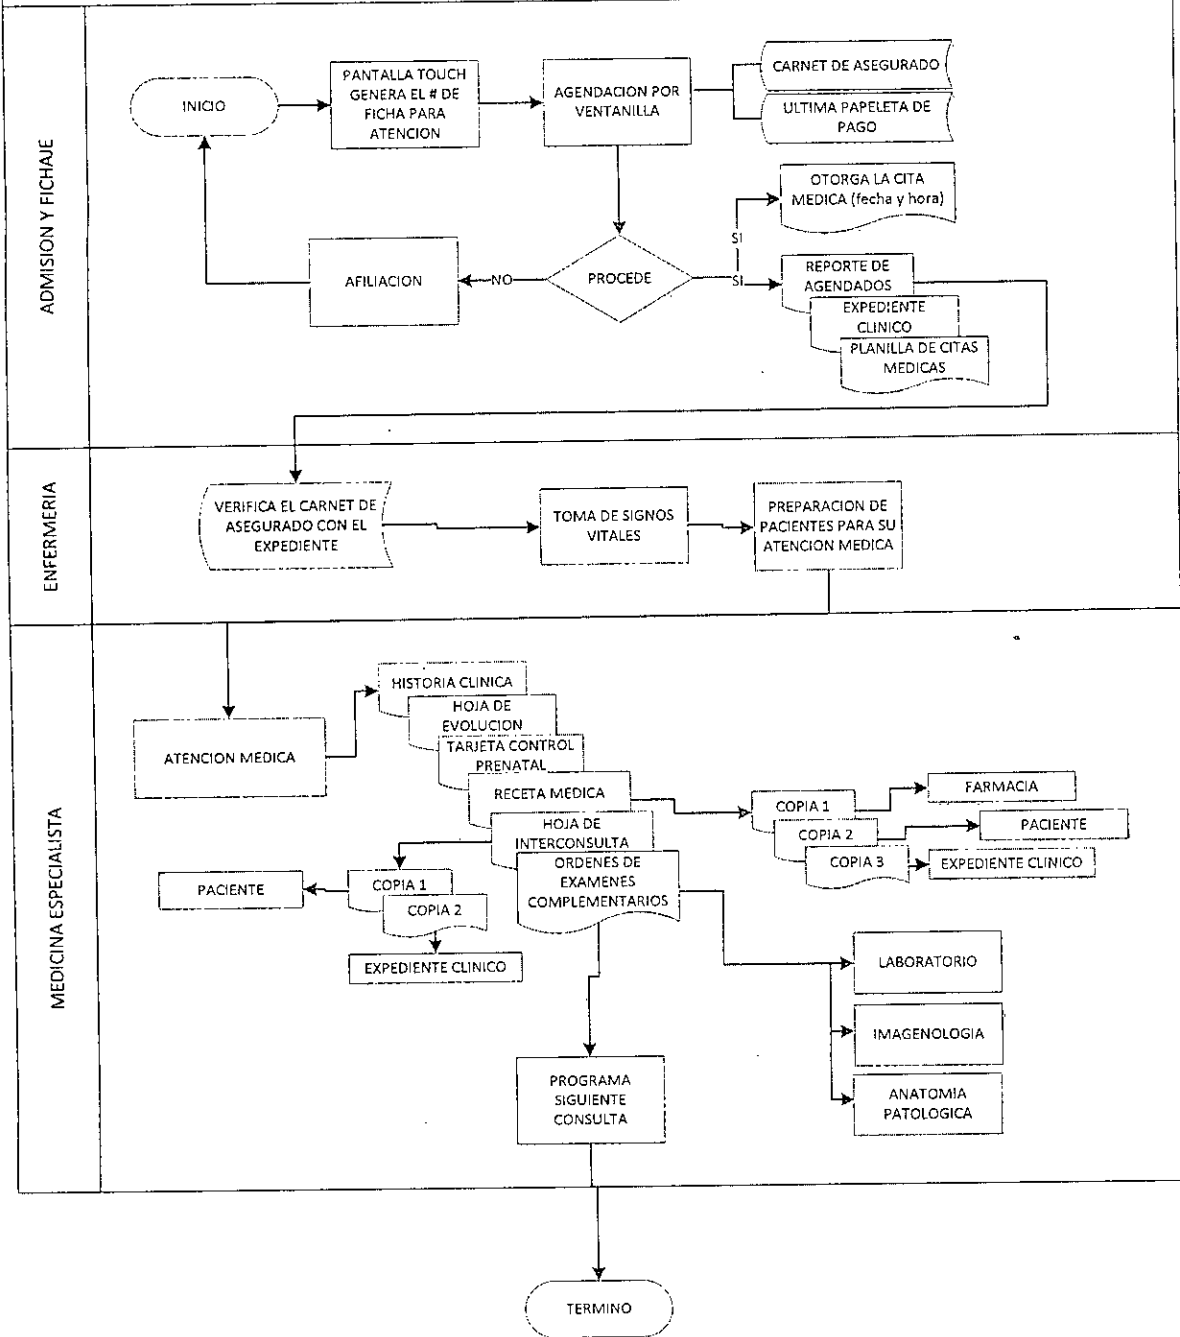 ADMISION Y FICHAJE
INICIO
PANTALLA TOUCH
GENERA EL # DE
FICHA PARA
ATENCION
AGENDACION POR
VENTANILLA
CARNET DE ASEGURADO
ULTIMA PAPELETA DE
PAGO
OTORGA LA CITA
MEDICA (fecha y hora)
SI
AFILIACION
NO
PROCEDE
SI
REPORTE DE
AGENDADOS
EXPEDIENTE
CLINICO
PLANILLA DE CITAS
MEDICAS
ENFERMERIA
VERIFICA EL CARNET DE
ASEGURADO CON EL
EXPEDIENTE
TOMA DE SIGNOS
VITALES
PREPARACION DE
PACIENTES PARA SU
ATENCION MEDICA
MEDICINA ESPECIALISTA
ATENCION MEDICA
HISTORIA CLINICA
HOJA DE
EVOLUCION
TARJETA CONTROL
PRENATAL
RECETA MEDICA
HOJA DE
INTERCONSULTA
ORDENES DE
EXAMENES
COMPLEMENTARIOS
COPIA 1
COPIA 2
COPIA 3
FARMACIA
PACIENTE
EXPEDIENTE CLINICO
PACIENTE
COPIA 1
COPIA 2
EXPEDIENTE CLINICO
LABORATORIO
IMAGENOLOGIA
ANATOMIA
PATOLOGICA
PROGRAMA
SIGUIENTE
CONSULTA
TERMINO